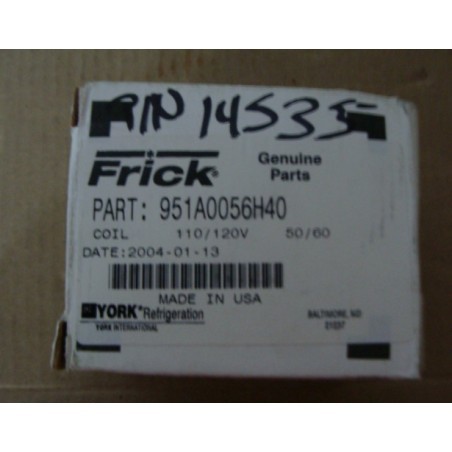 P/N 14535
Frick®
Genuine
Parts
PART: 951A0056H40
COIL 110/120V 50/60
DATE:2004-01-13
MADE IN USA
YORK® Refrigeration
YORK INTERNATIONAL
BALTIMORE, MD